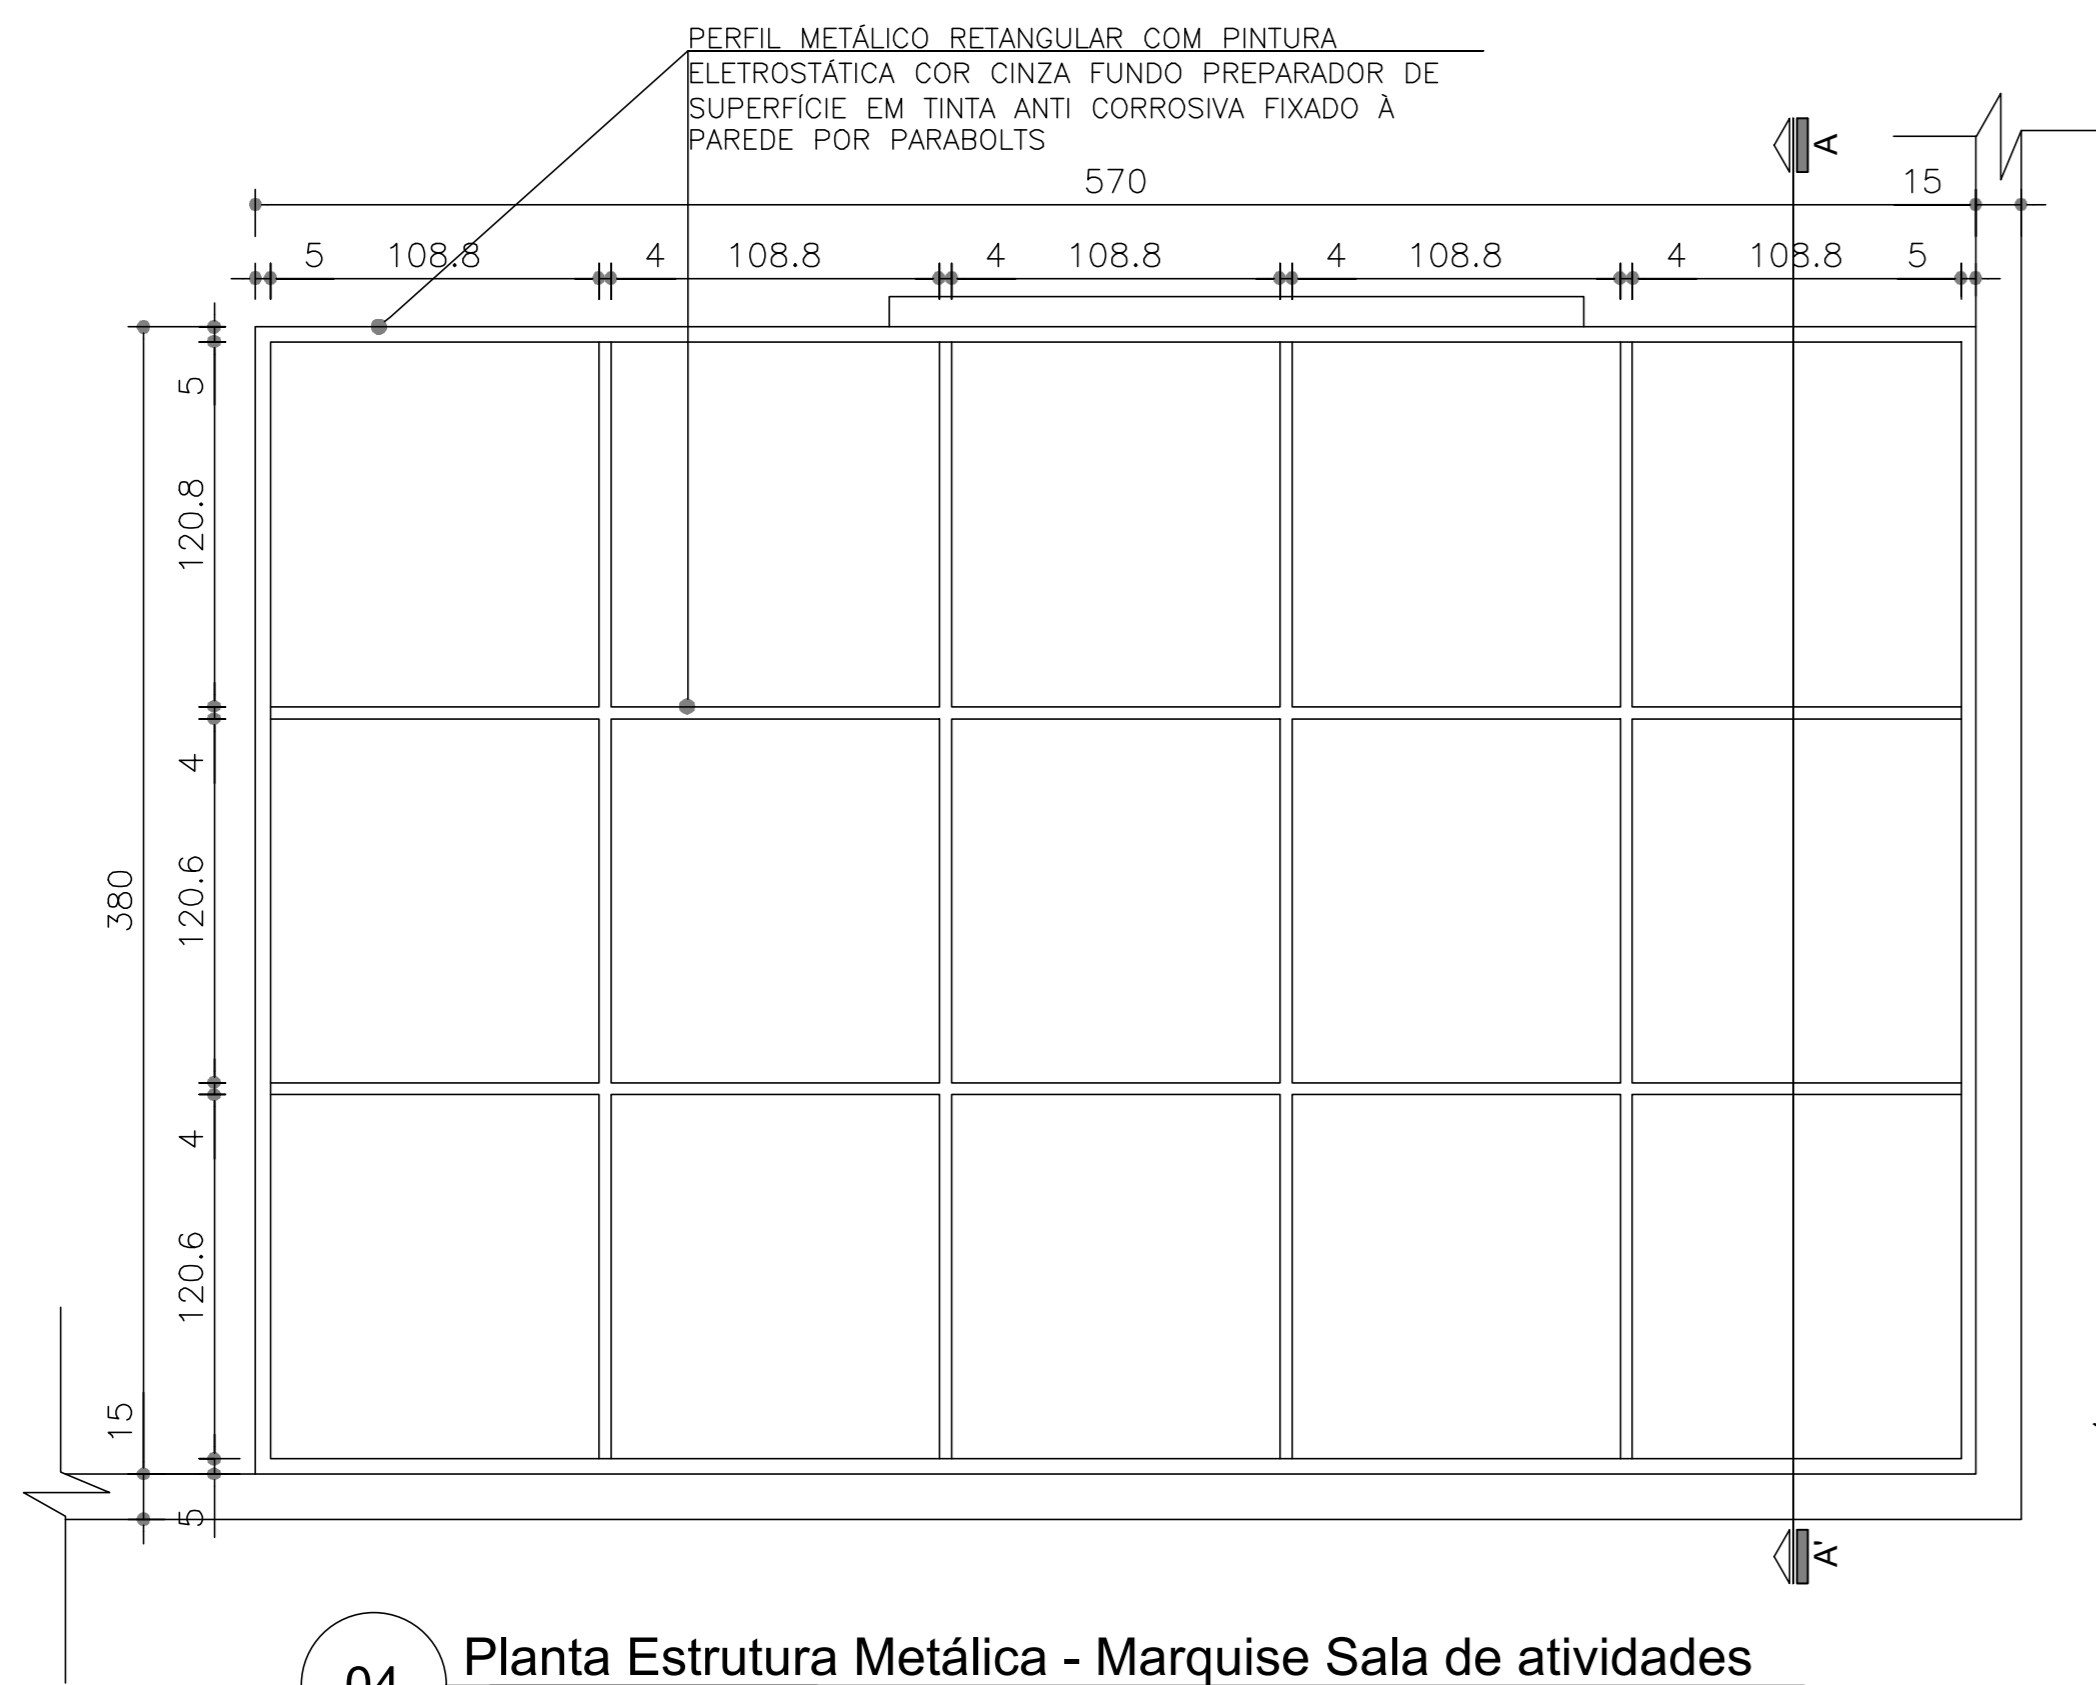 PERFIL METÁLICO RETANGULAR COM PINTURA
ELETROSTÁTICA COR CINZA FUNDO PREPARADOR DE
SUPERFÍCIE EM TINTA ANTI CORROSIVA FIXADO À
PAREDE POR PARABOLTS
A
570 15
5 108.8 4 108.8 4 108.8 4 108.8 4 108.8 5
5
120.8
4
120.6
380
4
120.6
15
5
A'
04
Planta Estrutura Metálica - Marquise Sala de atividades